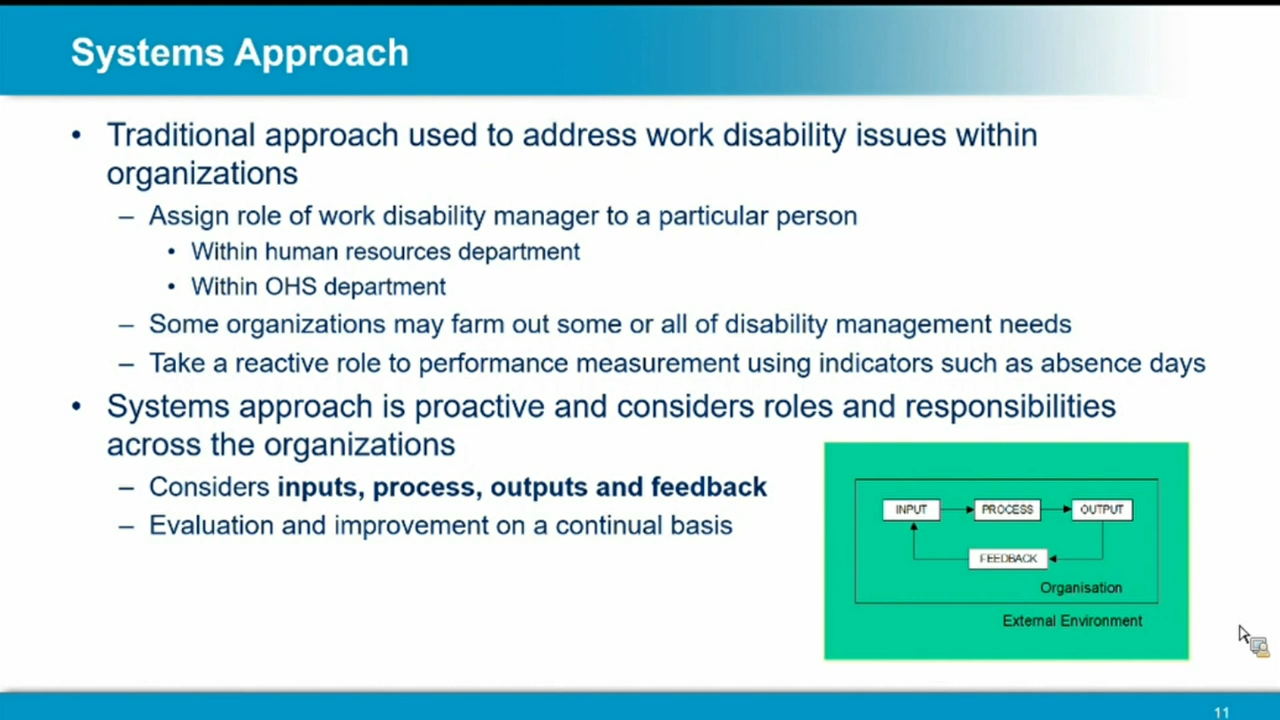 Systems Approach
• Traditional approach used to address work disability issues within
organizations
– Assign role of work disability manager to a particular person
• Within human resources department
• Within OHS department
– Some organizations may farm out some or all of disability management needs
– Take a reactive role to performance measurement using indicators such as absence days
• Systems approach is proactive and considers roles and responsibilities
across the organizations
– Considers inputs, process, outputs and feedback
– Evaluation and improvement on a continual basis
INPUT PROCESS OUTPUT
FEEDBACK
Organisation
External Environment
11